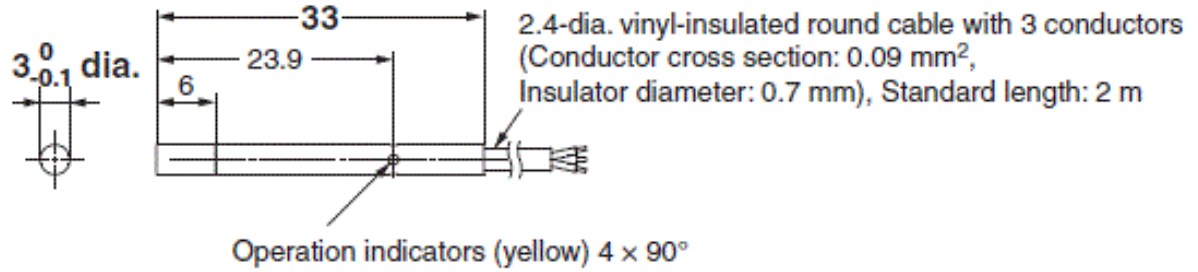 33
2.4-dia. vinyl-insulated round cable with 3 conductors
(Conductor cross section: 0.09 mm²,
Insulator diameter: 0.7 mm), Standard length: 2 m
23.9
3 0 -0.1 dia.
6
Operation indicators (yellow) 4 × 90°